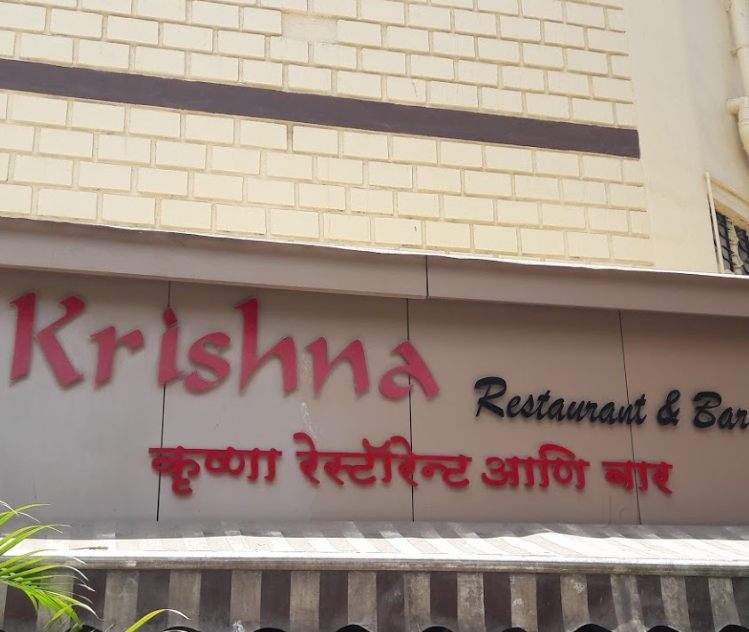 Krishna Restaurant & Bar
कृष्णा रेस्टॉरेन्ट आणि बार